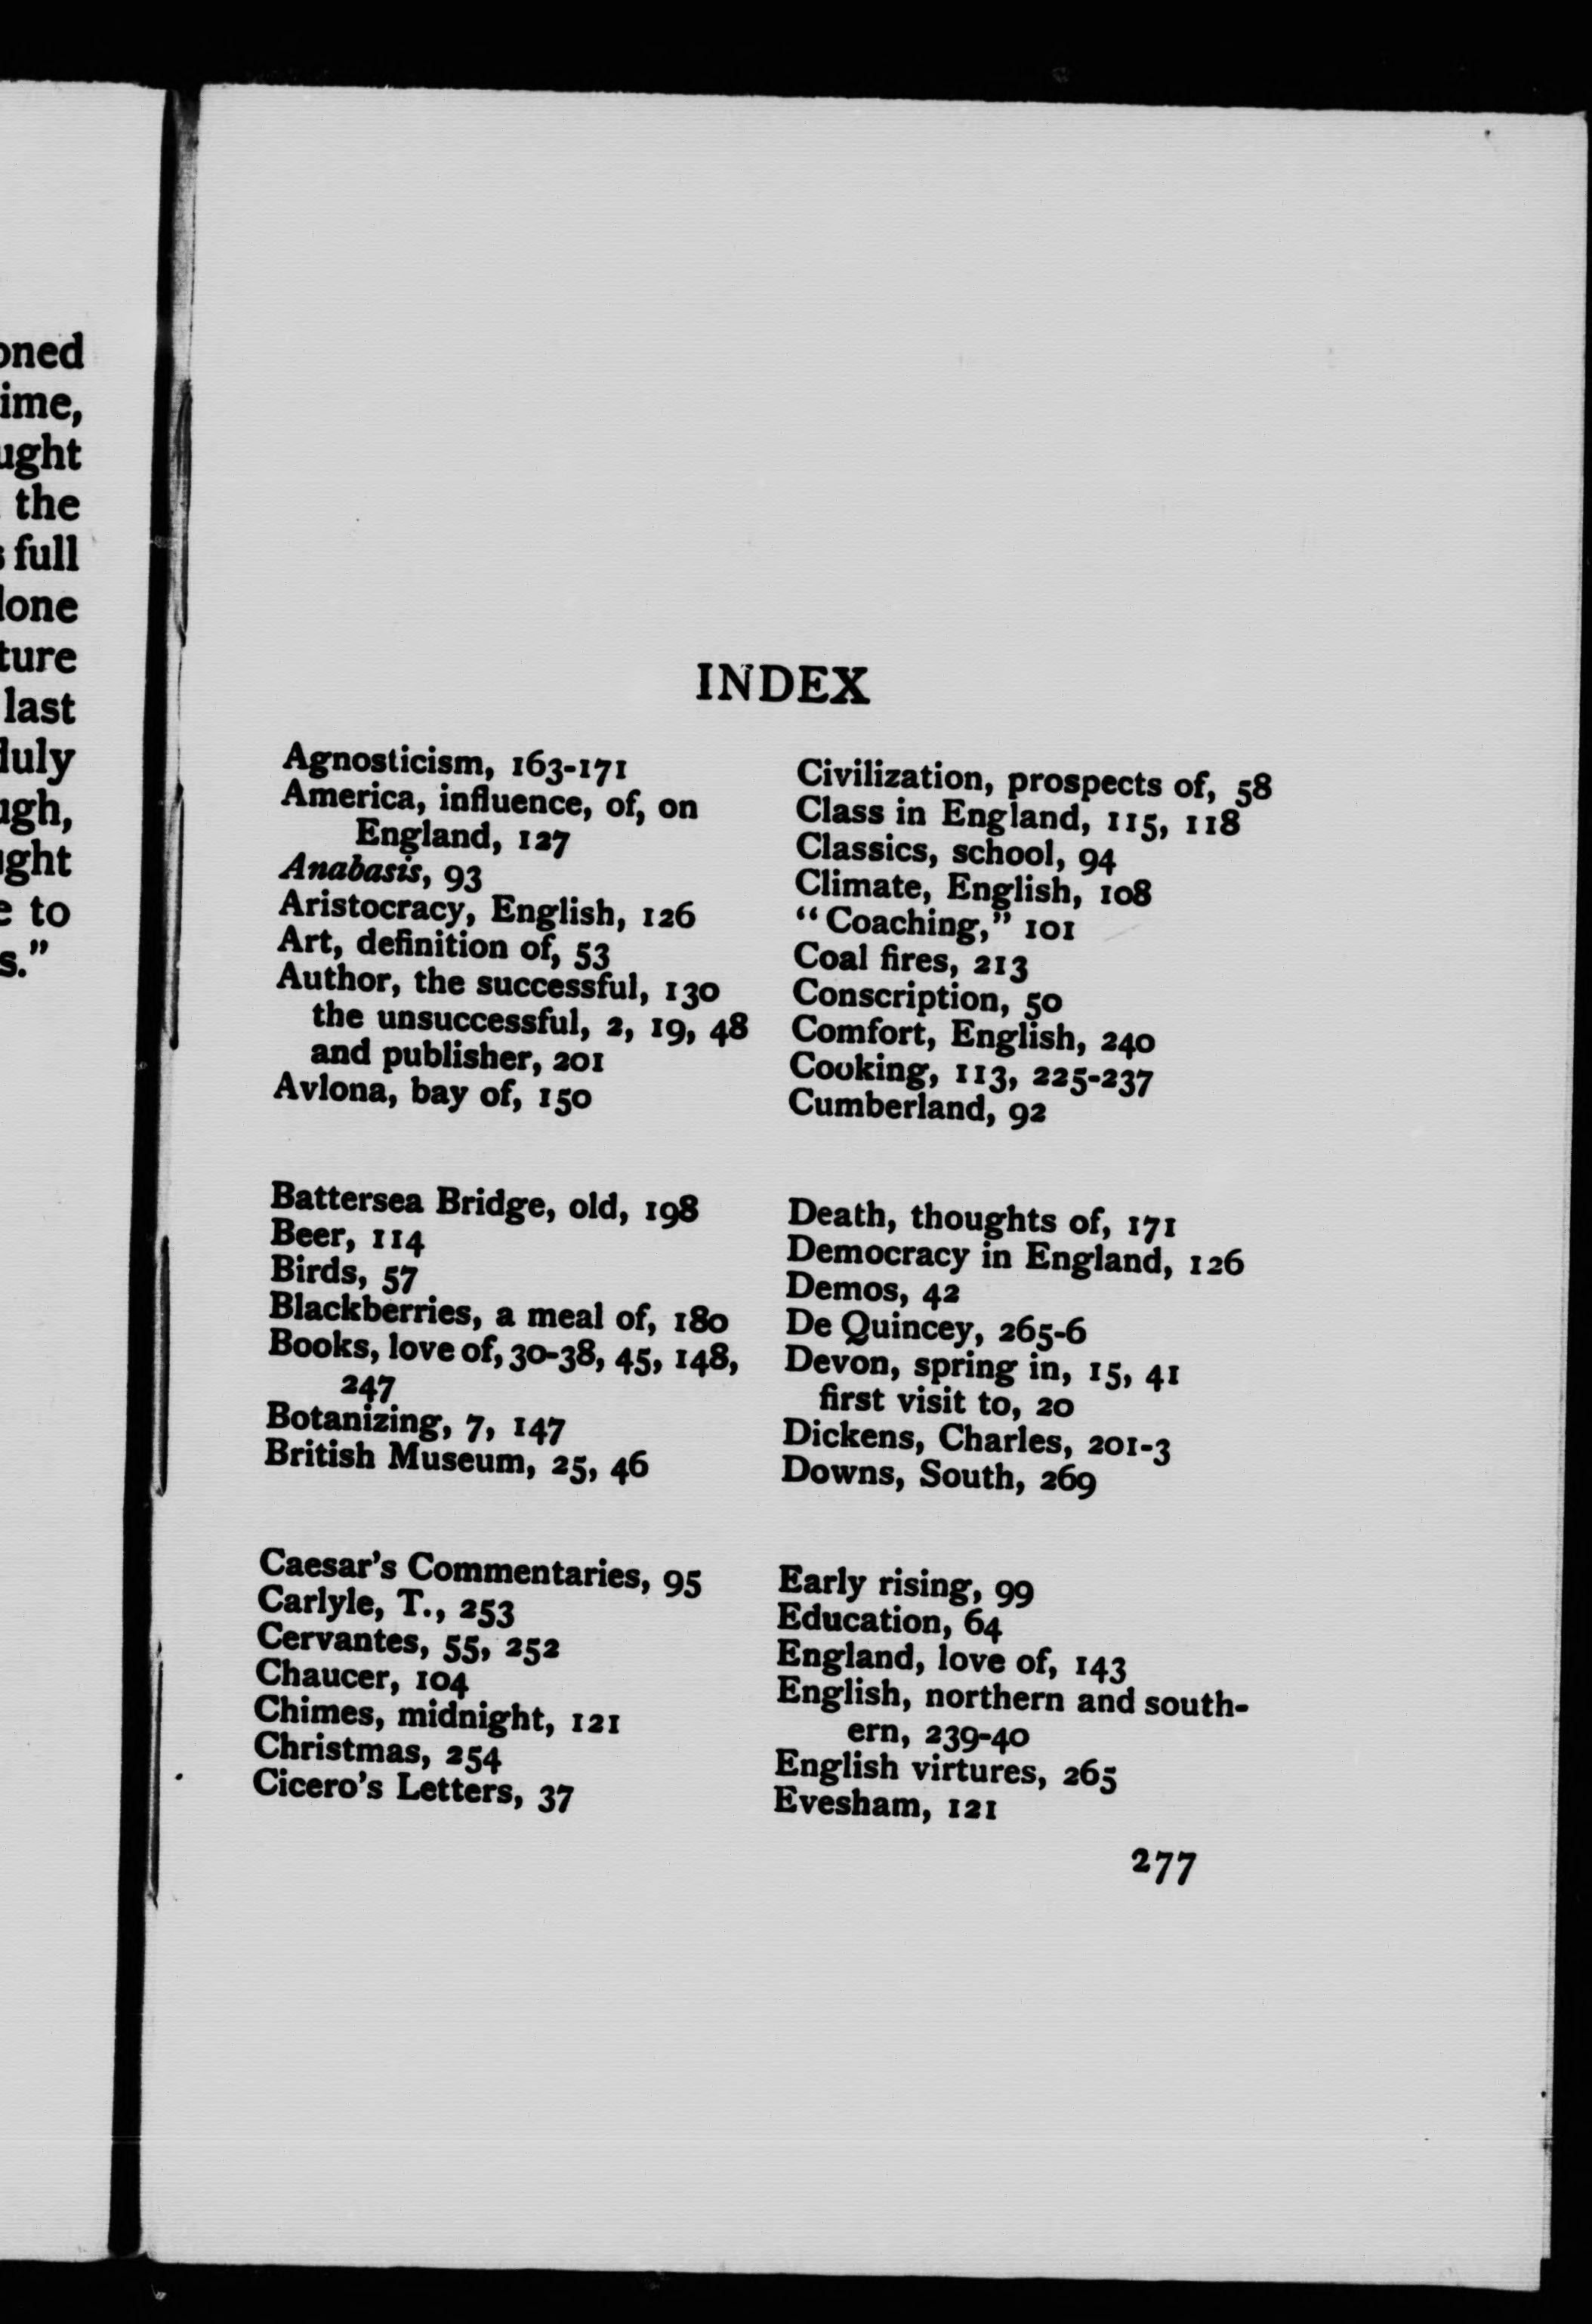 oned
ime,
ught
the
full
lone
ture
last
duly
ugh,
ght
e to
s."
INDEX
Agnosticism, 163-171
America, influence, of, on
England, 127
Anabasis, 93
Aristocracy, English, 126
Art, definition of, 53
Author, the successful, 130
the unsuccessful, 2, 19, 48
and publisher, 201
Avlona, bay of, 150
Battersea Bridge, old, 198
Beer, 114
Birds, 57
Blackberries, a meal of, 180
Books, love of, 30-38, 45, 148,
247
Botanizing, 7, 147
British Museum, 25, 46
Caesar's Commentaries, 95
Carlyle, T., 253
Cervantes, 55, 252
Chaucer, 104
Chimes, midnight, 121
Christmas, 254
Cicero's Letters, 37
Civilization, prospects of, 58
Class in England, 115, 118
Classics, school, 94
Climate, English, 108
"Coaching," 101
Coal fires, 213
Conscription, 50
Comfort, English, 240
Cooking, 113, 225-237
Cumberland, 92
Death, thoughts of, 171
Democracy in England, 126
Demos, 42
De Quincey, 265-6
Devon, spring in, 15, 41
first visit to, 20
Dickens, Charles, 201-3
Downs, South, 269
Early rising, 99
Education, 64
England, love of, 143
English, northern and south-
ern, 239-40
English virtures, 265
Evesham, 121
277